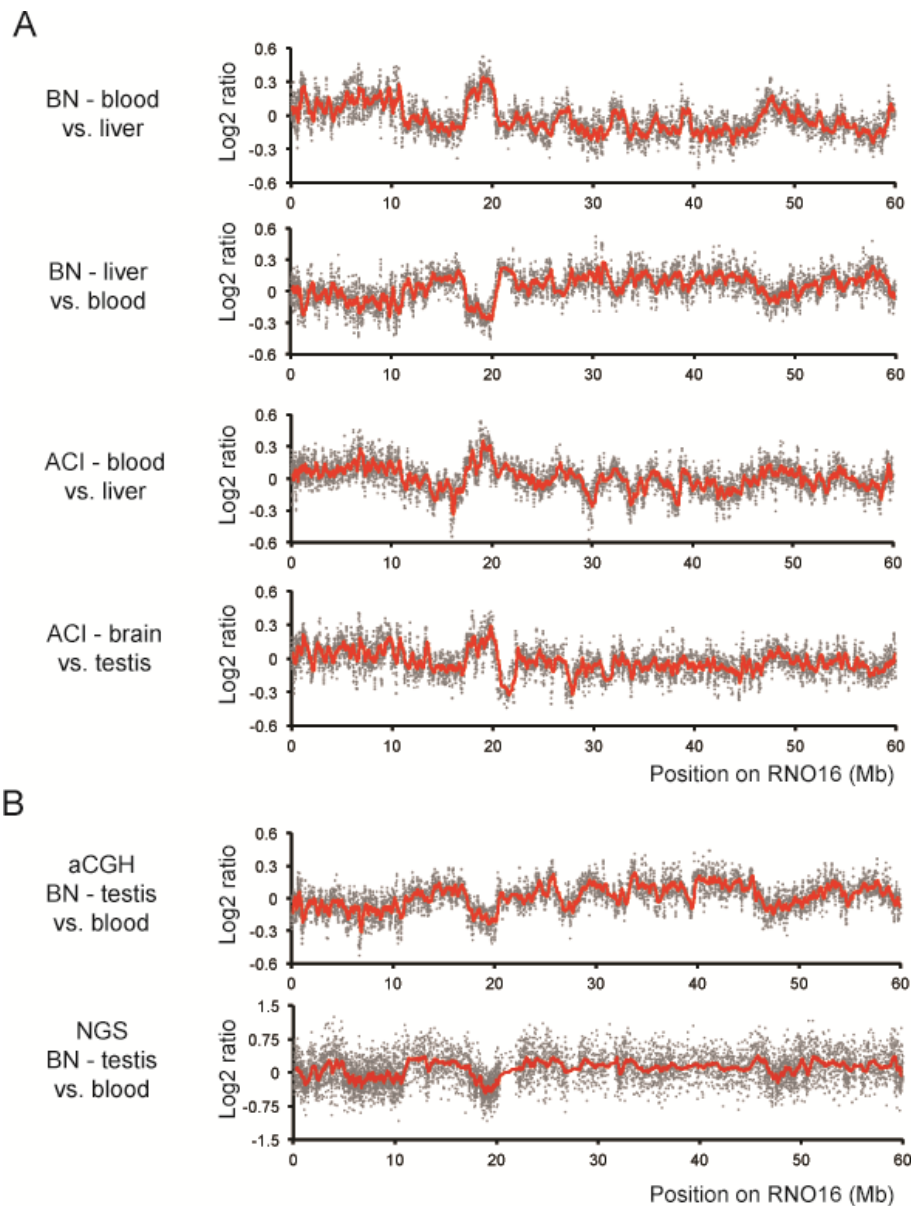 A
BN - blood
vs. liver
Log2 ratio
0.6
0.3
0
-0.3
-0.6
0 10 20 30 40 50 60
BN - liver
vs. blood
Log2 ratio
0.6
0.3
0
-0.3
-0.6
0 10 20 30 40 50 60
ACI - blood
vs. liver
Log2 ratio
0.6
0.3
0
-0.3
-0.6
0 10 20 30 40 50 60
ACI - brain
vs. testis
Log2 ratio
0.6
0.3
0
-0.3
-0.6
0 10 20 30 40 50 60
Position on RNO16 (Mb)
B
aCGH
BN - testis
vs. blood
Log2 ratio
0.6
0.3
0
-0.3
-0.6
0 10 20 30 40 50 60
NGS
BN - testis
vs. blood
Log2 ratio
1.5
0.75
0
-0.75
-1.5
0 10 20 30 40 50 60
Position on RNO16 (Mb)